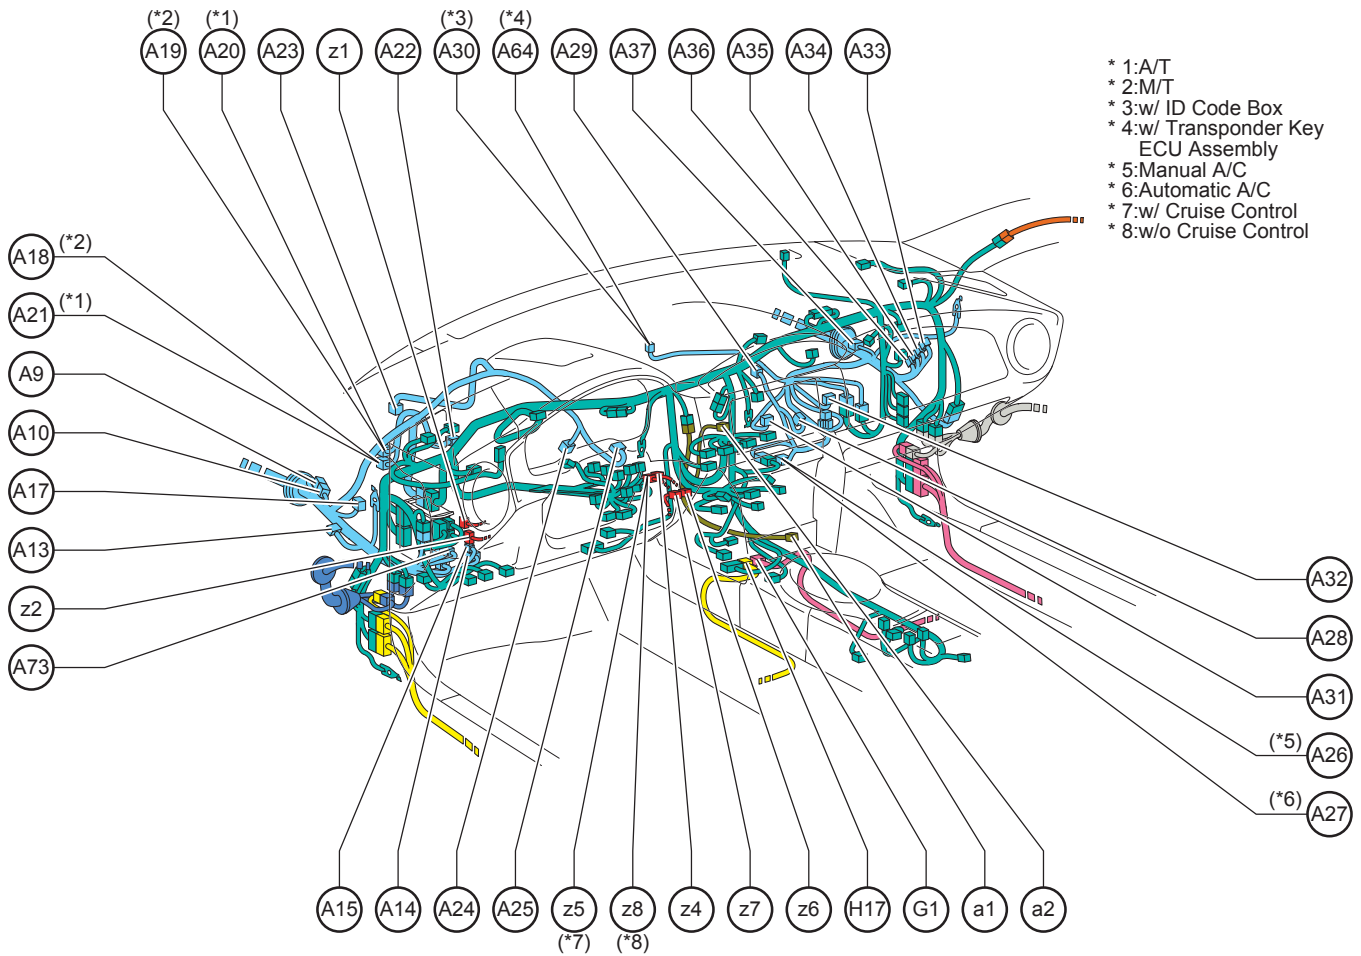 (*2) (*1) (*3) (*4)
A19 A20 A23 z1 A22 A30 A64 A29 A37 A36 A35 A34 A33
* 1:A/T
* 2:M/T
* 3:w/ ID Code Box
* 4:w/ Transponder Key
ECU Assembly
* 5:Manual A/C
* 6:Automatic A/C
* 7:w/ Cruise Control
* 8:w/o Cruise Control
A18 (*2)
A21 (*1)
A9
A10
A17
A13
z2
A73
A32
A28
A31
(*5) A26
(*6) A27
A15 A14 A24 A25 z5 z8 z4 z7 z6 H17 G1 a1 a2
(*7) (*8)